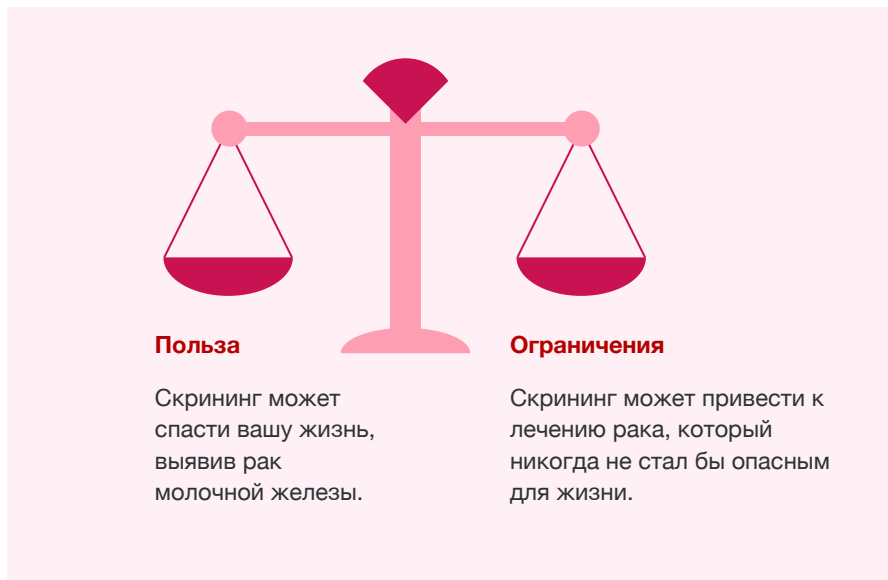 Польза
Скрининг может
спасти вашу жизнь,
выявив рак
молочной железы.
Ограничения
Скрининг может привести к
лечению рака, который
никогда не стал бы опасным
для жизни.